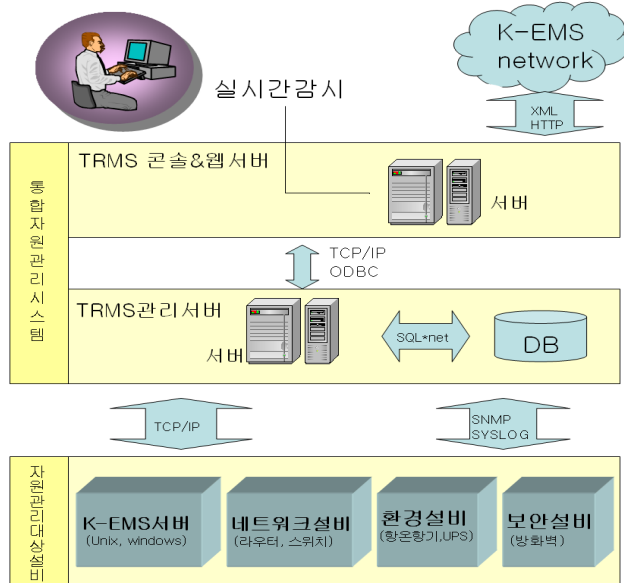 K-EMS
network
실시간감시
XML
HTTP
TRMS 콘솔&웹서버
서버
통합자원관리시스템
TCP/IP
ODBC
TRMS관리서버
서버
SQL*net
DB
TCP/IP
SNMP
SYSLOG
자원관리대상설비
K-EMS서버
(Unix, windows)
네트워크설비
(라우터, 스위치)
환경설비
(항온항기,UPS)
보안설비
(방화벽)